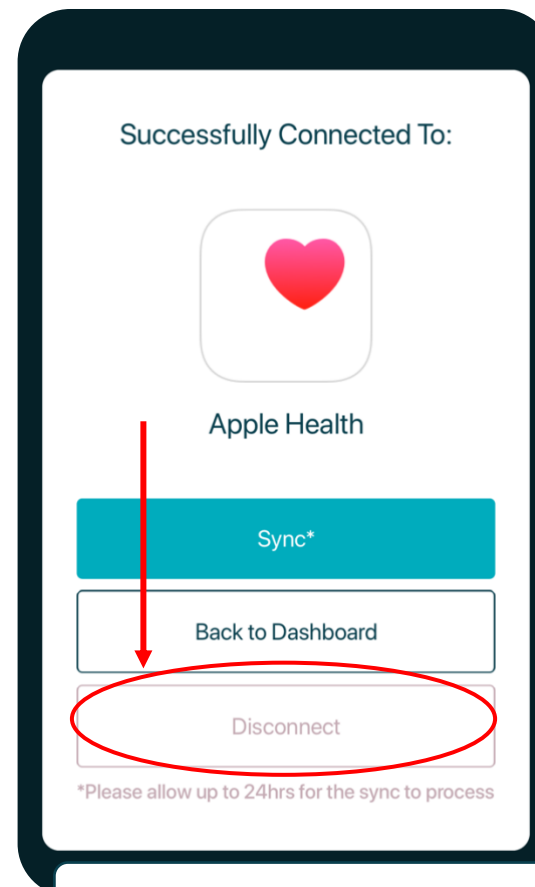 Successfully Connected To:
Apple Health
Sync*
Back to Dashboard
Disconnect
*Please allow up to 24hrs for the sync to process